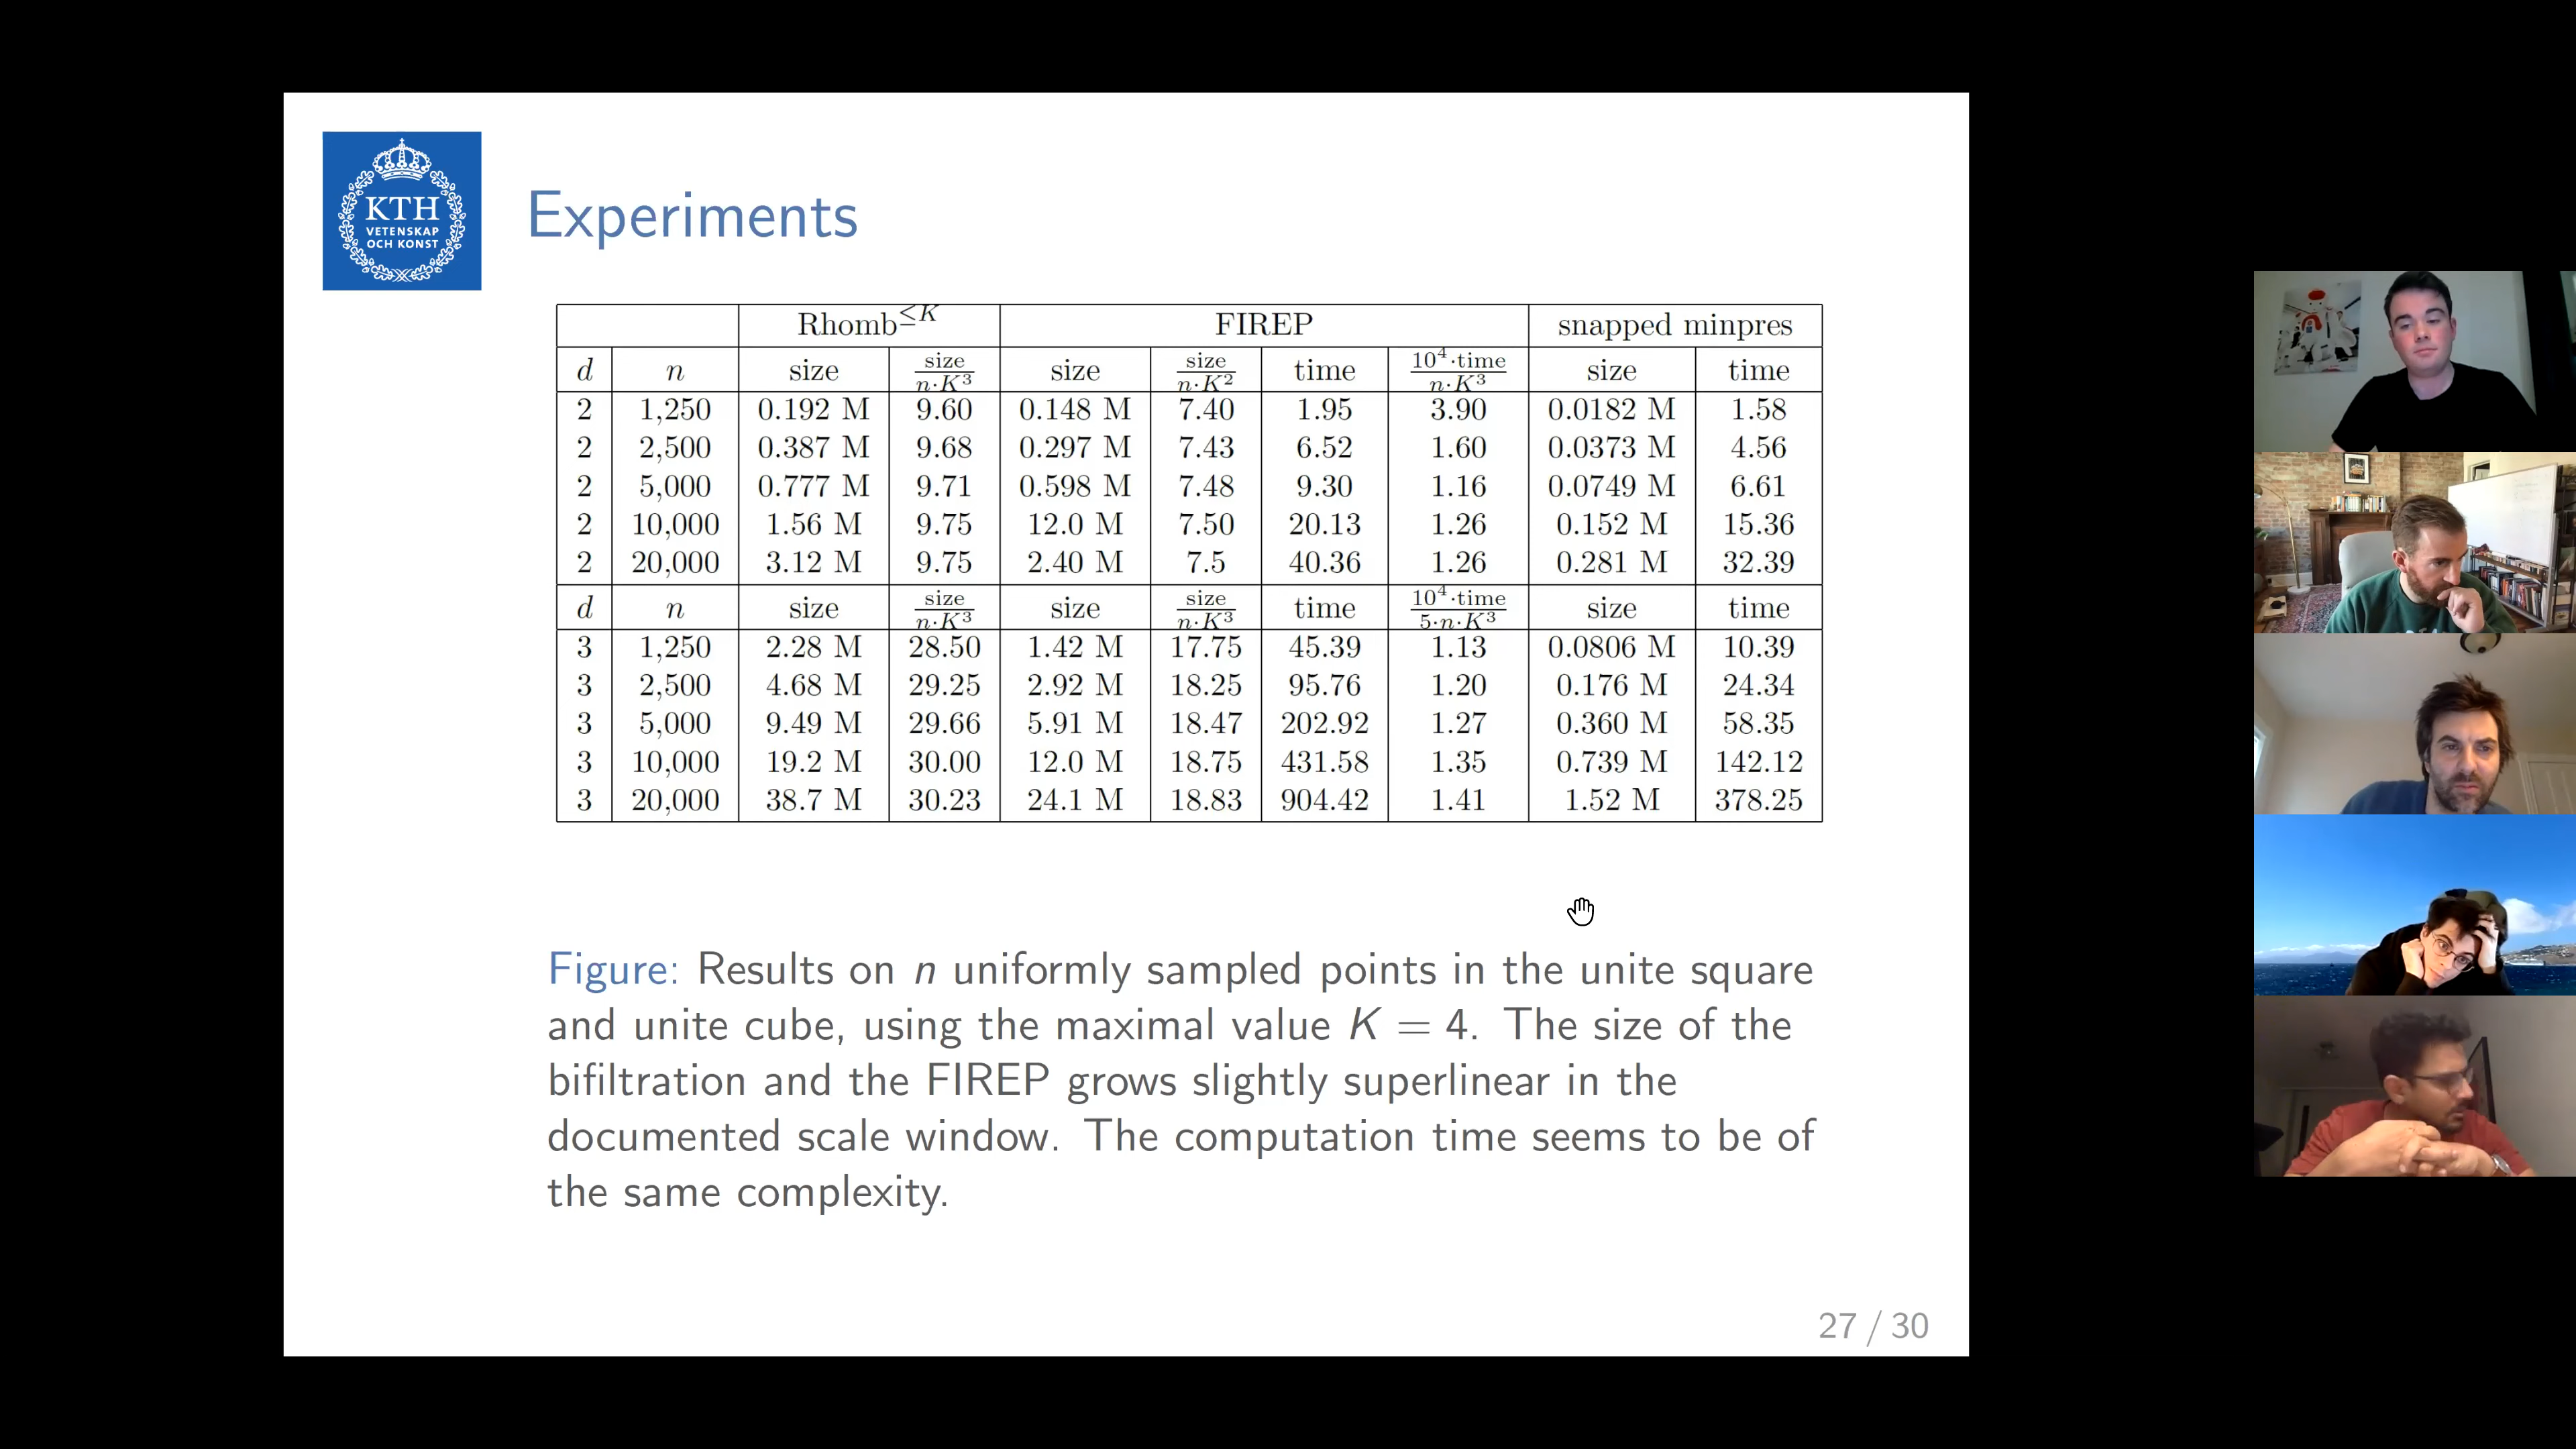 KTH
VETENSKAP
OCH KONST
Experiments
Rhomb≤K FIREP snapped minpres
d n size size/n·K³ size size/n·K² time 10⁴·time/n·K³ size time
2 1,250 0.192 M 9.60 0.148 M 7.40 1.95 3.90 0.0182 M 1.58
2 2,500 0.387 M 9.68 0.297 M 7.43 6.52 1.60 0.0373 M 4.56
2 5,000 0.777 M 9.71 0.598 M 7.48 9.30 1.16 0.0749 M 6.61
2 10,000 1.56 M 9.75 12.0 M 7.50 20.13 1.26 0.152 M 15.36
2 20,000 3.12 M 9.75 2.40 M 7.5 40.36 1.26 0.281 M 32.39
d n size size/n·K³ size size/n·K³ time 10⁴·time/5·n·K³ size time
3 1,250 2.28 M 28.50 1.42 M 17.75 45.39 1.13 0.0806 M 10.39
3 2,500 4.68 M 29.25 2.92 M 18.25 95.76 1.20 0.176 M 24.34
3 5,000 9.49 M 29.66 5.91 M 18.47 202.92 1.27 0.360 M 58.35
3 10,000 19.2 M 30.00 12.0 M 18.75 431.58 1.35 0.739 M 142.12
3 20,000 38.7 M 30.23 24.1 M 18.83 904.42 1.41 1.52 M 378.25
Figure: Results on n uniformly sampled points in the unite square
and unite cube, using the maximal value K = 4. The size of the
bifiltration and the FIREP grows slightly superlinear in the
documented scale window. The computation time seems to be of
the same complexity.
27 / 30